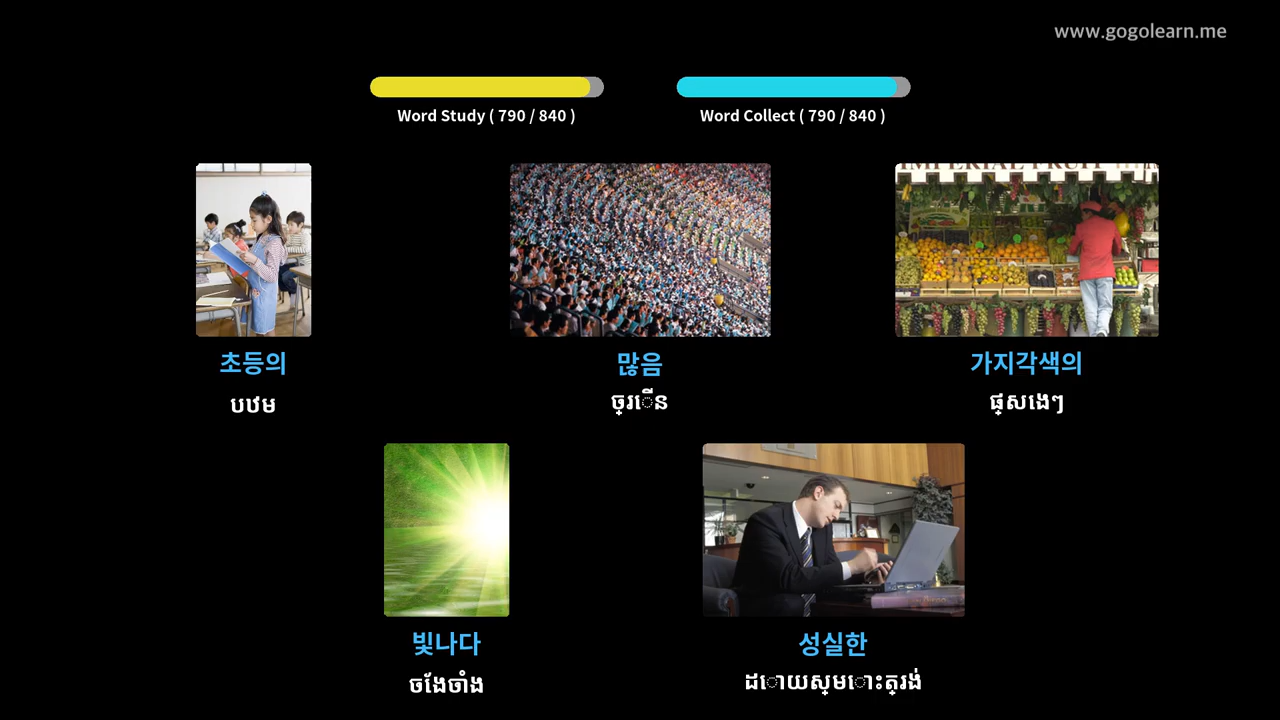 www.gogolearn.me
Word Study ( 790 / 840 )
Word Collect ( 790 / 840 )
IMPERIAL FRUIT
초등의
많음
가지각색의
បឋម
ច្រើន
ផ្សេងៗ
빛나다
성실한
ចែងចាំង
ដោយស្មោះត្រង់